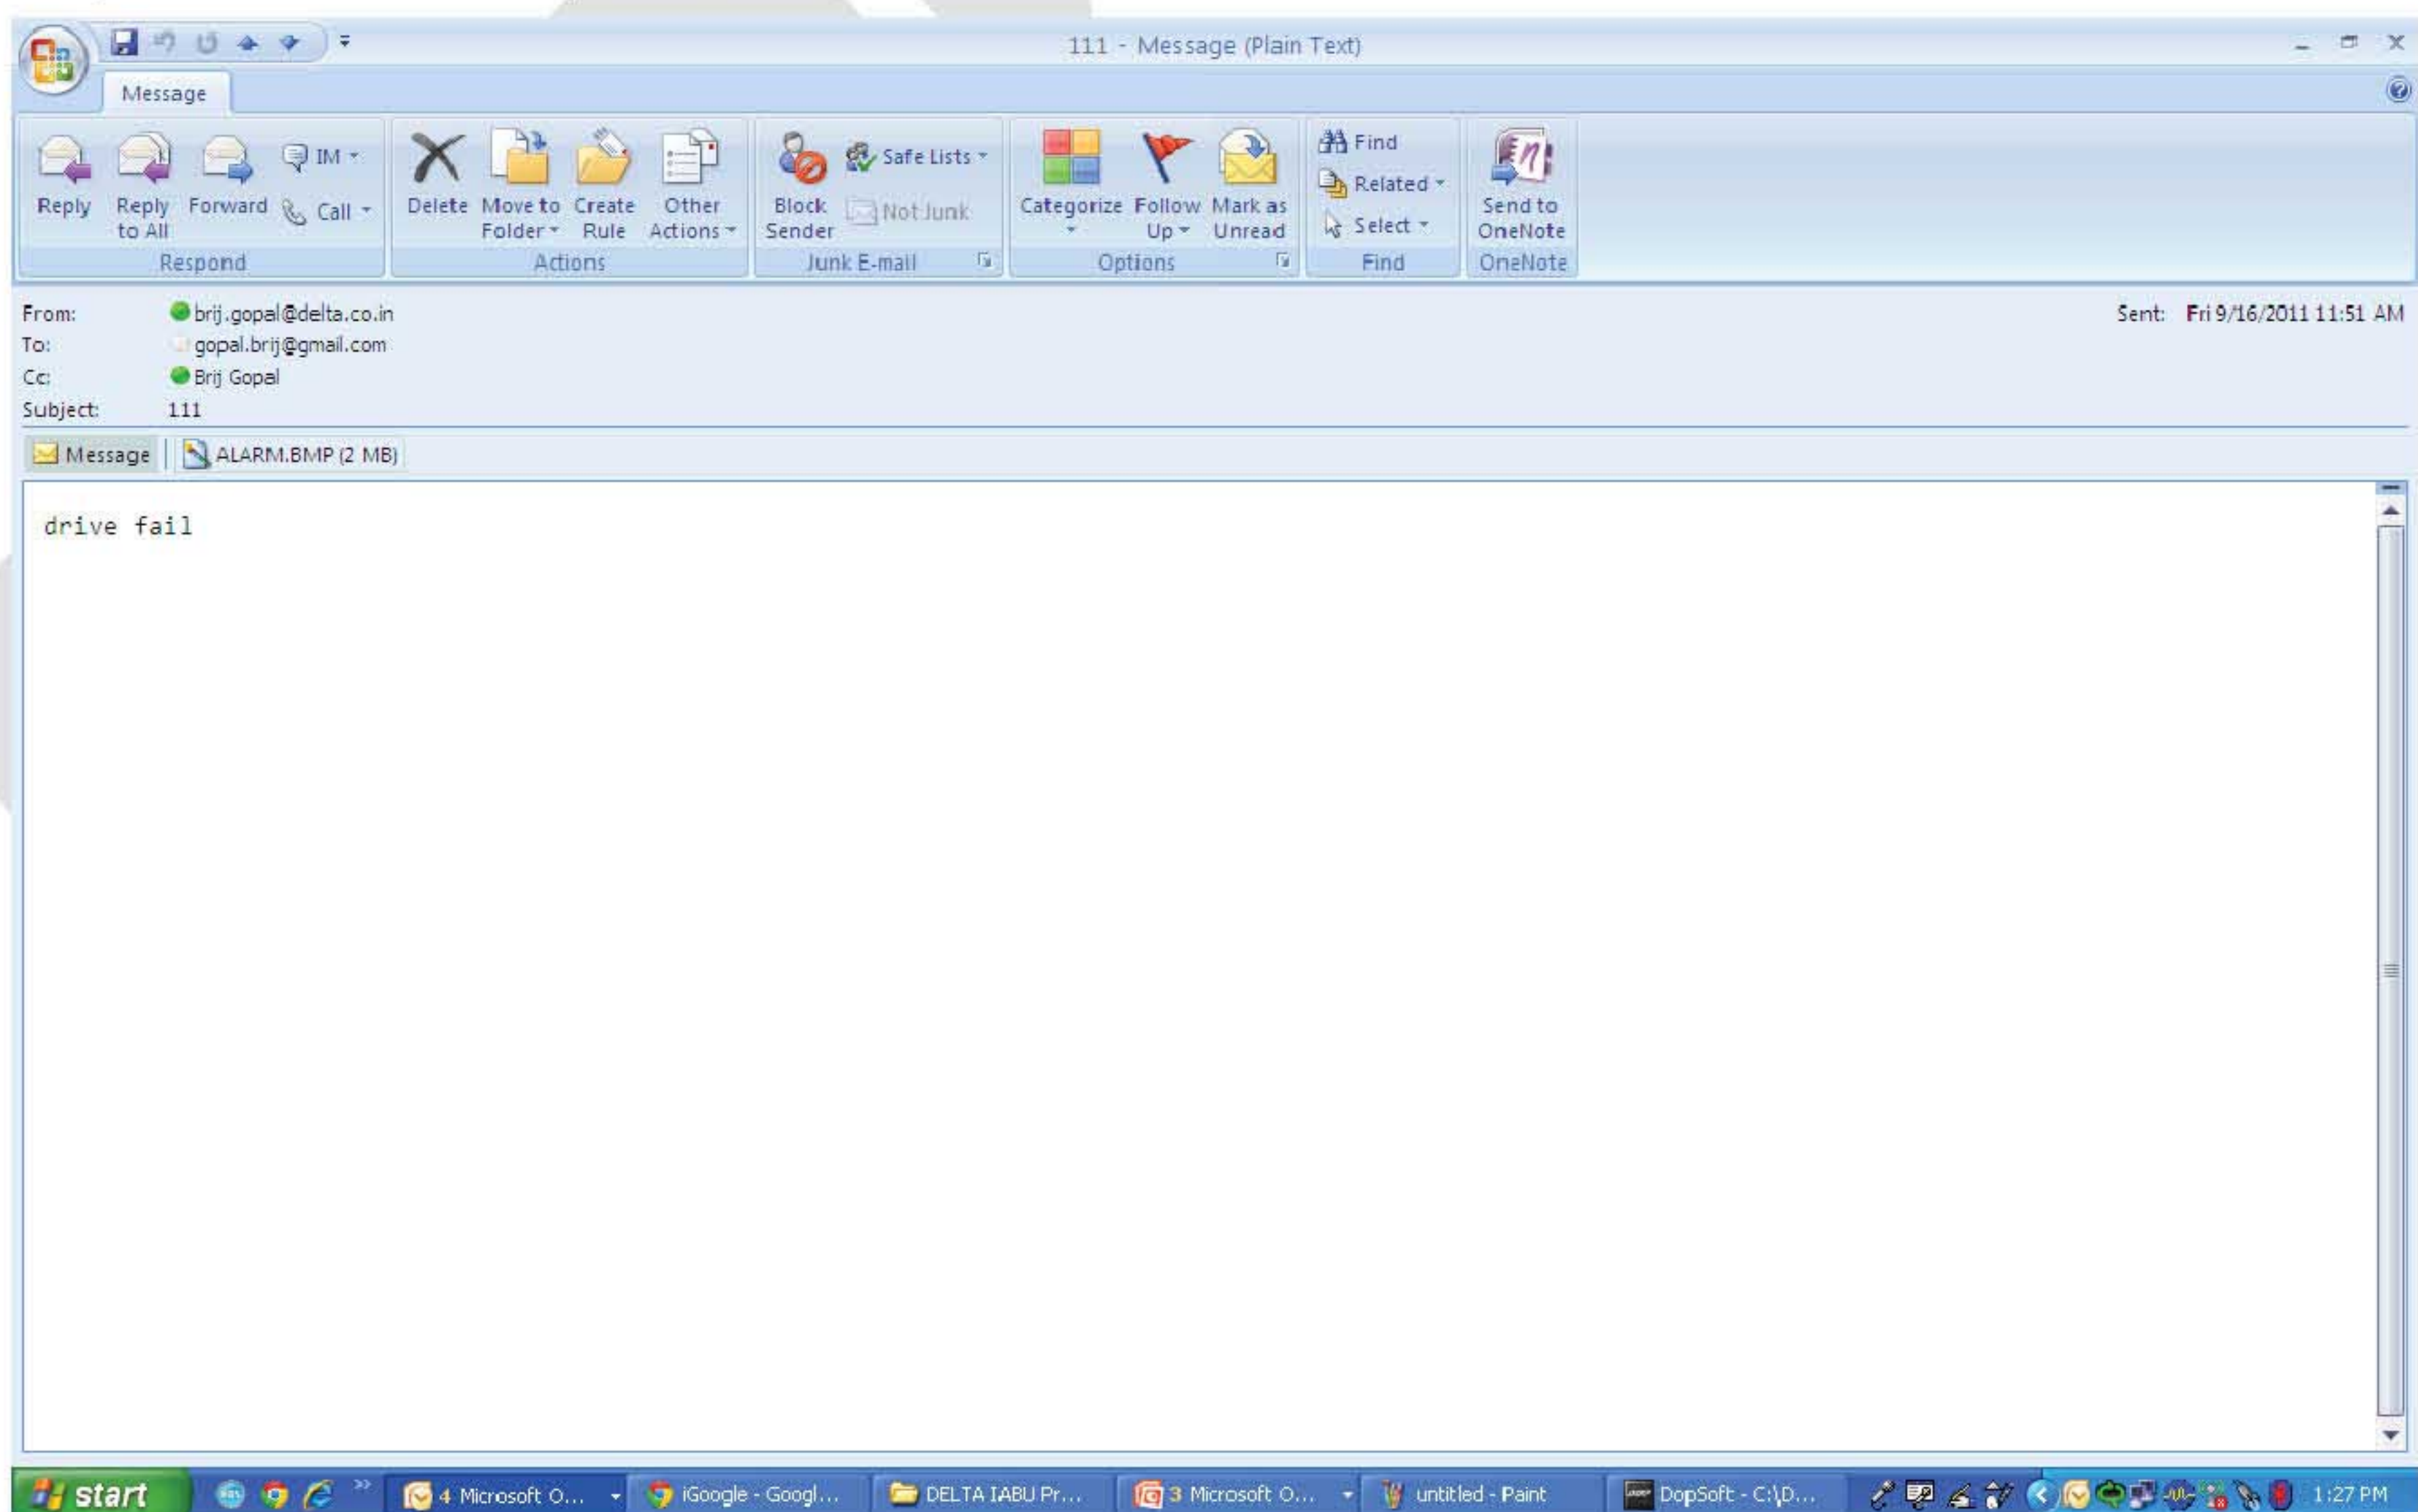 111 - Message (Plain Text)
Message
Reply
Reply to All
Forward
IM
Call
Respond
Delete
Move to Folder
Create Rule
Other Actions
Actions
Block Sender
Safe Lists
Not Junk
Junk E-mail
Categorize
Follow Up
Mark as Unread
Options
Find
Related
Select
Find
Send to OneNote
OneNote
From: brij.gopal@delta.co.in
Sent: Fri 9/16/2011 11:51 AM
To: gopal.brij@gmail.com
Cc: Brij Gopal
Subject: 111
Message
ALARM.BMP (2 MB)
drive fail
start
4 Microsoft O...
iGoogle - Googl...
DELTA IABU Pr...
3 Microsoft O...
untitled - Paint
DopSoft - C:\D...
1:27 PM